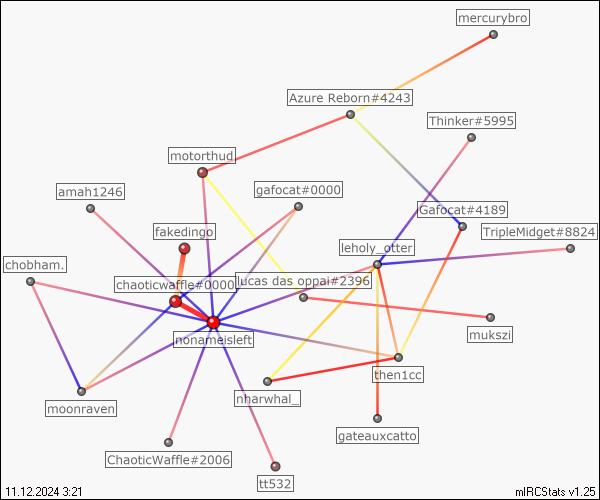 mercurybro
Azure Reborn#4243
Thinker#5995
motorthud
amah1246
gafocat#0000
Gafocat#4189
fakedingo
TripleMidget#8824
leholy_otter
chobham.
chaoticwaffle#0000
lucas das oppai#2396
nonameisleft
mukszi
then1cc
nharwhal_
moonraven
gateauxcatto
ChaoticWaffle#2006
tt532
11.12.2024 3:21
mIRCStats v1.25